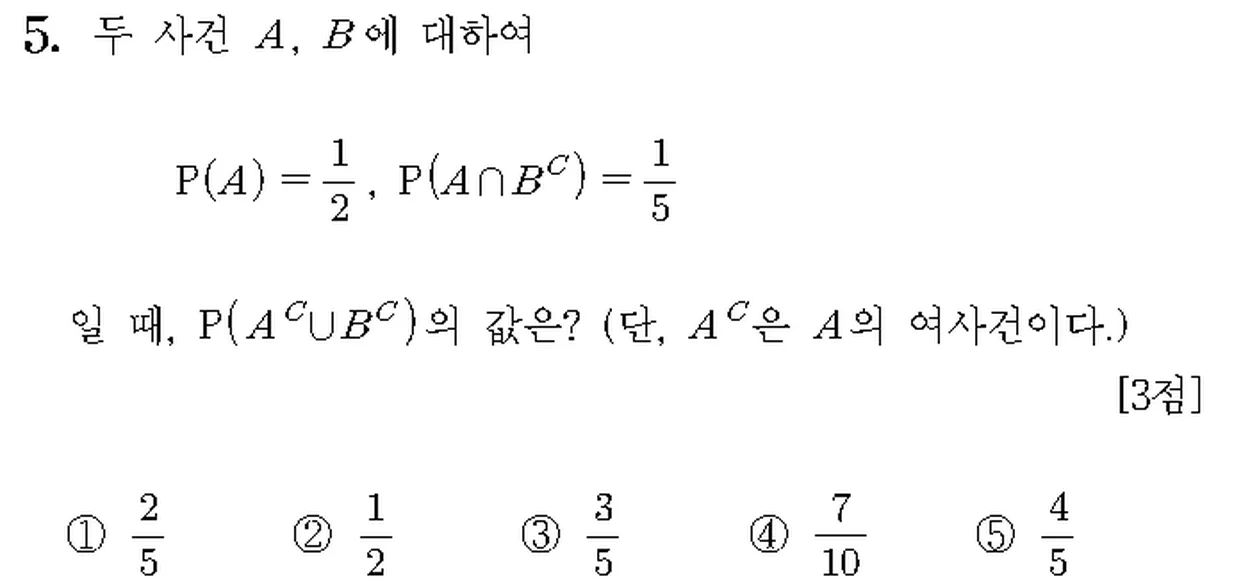 5. 두 사건 A, B에 대하여
P(A) = 1/2, P(A∩B^C) = 1/5
일 때, P(A^C∪B^C)의 값은? (단, A^C은 A의 여사건이다.)
[3점]
① 2/5 ② 1/2 ③ 3/5 ④ 7/10 ⑤ 4/5